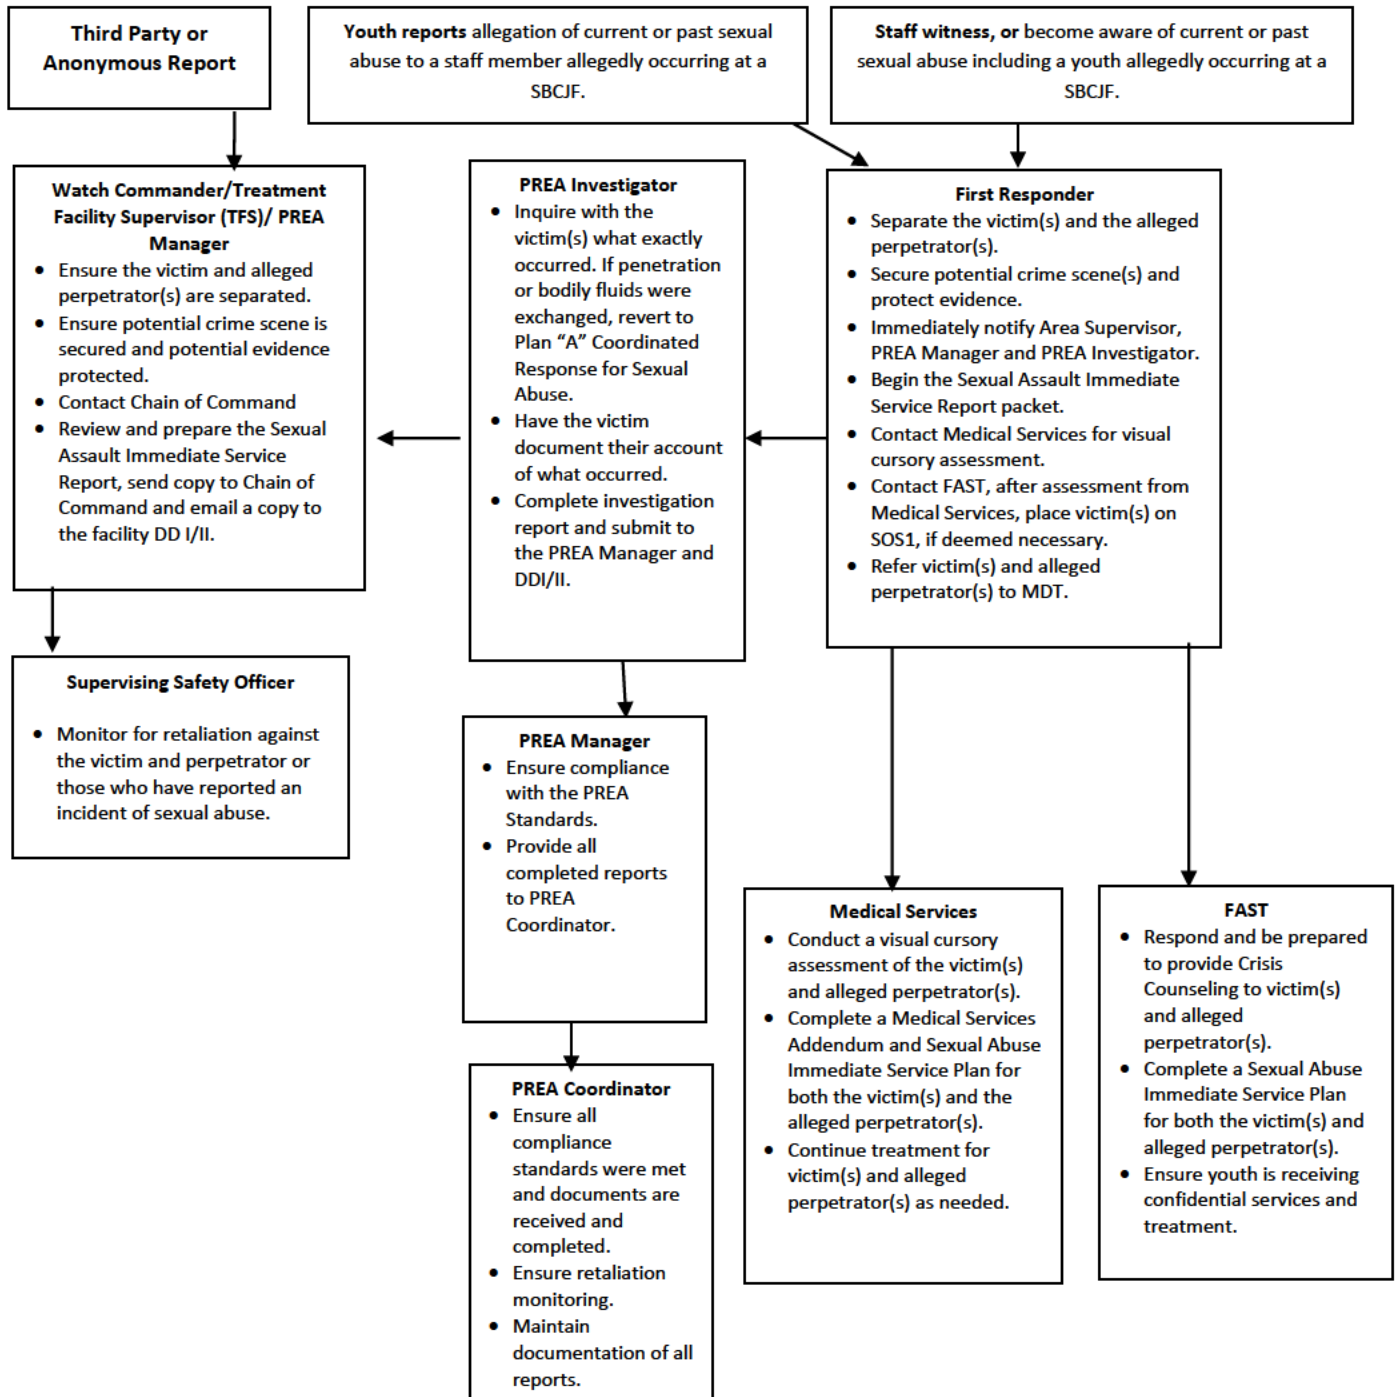 Third Party or
Anonymous Report
Youth reports allegation of current or past sexual
abuse to a staff member allegedly occurring at a
SBCJF.
Staff witness, or become aware of current or past
sexual abuse including a youth allegedly occurring at a
SBCJF.
Watch Commander/Treatment
Facility Supervisor (TFS)/ PREA
Manager
• Ensure the victim and alleged
perpetrator(s) are separated.
• Ensure potential crime scene is
secured and potential evidence
protected.
• Contact Chain of Command
• Review and prepare the Sexual
Assault Immediate Service
Report, send copy to Chain of
Command and email a copy to
the facility DD I/II.
PREA Investigator
• Inquire with the
victim(s) what exactly
occurred. If penetration
or bodily fluids were
exchanged, revert to
Plan “A” Coordinated
Response for Sexual
Abuse.
• Have the victim
document their account
of what occurred.
• Complete investigation
report and submit to
the PREA Manager and
DDI/II.
First Responder
• Separate the victim(s) and the alleged
perpetrator(s).
• Secure potential crime scene(s) and
protect evidence.
• Immediately notify Area Supervisor,
PREA Manager and PREA Investigator.
• Begin the Sexual Assault Immediate
Service Report packet.
• Contact Medical Services for visual
cursory assessment.
• Contact FAST, after assessment from
Medical Services, place victim(s) on
SOS1, if deemed necessary.
• Refer victim(s) and alleged
perpetrator(s) to MDT.
Supervising Safety Officer
• Monitor for retaliation against
the victim and perpetrator or
those who have reported an
incident of sexual abuse.
PREA Manager
• Ensure compliance
with the PREA
Standards.
• Provide all
completed reports
to PREA
Coordinator.
Medical Services
• Conduct a visual cursory
assessment of the victim(s)
and alleged perpetrator(s).
• Complete a Medical Services
Addendum and Sexual Abuse
Immediate Service Plan for
both the victim(s) and the
alleged perpetrator(s).
• Continue treatment for
victim(s) and alleged
perpetrator(s) as needed.
FAST
• Respond and be prepared
to provide Crisis
Counseling to victim(s)
and alleged
perpetrator(s).
• Complete a Sexual Abuse
Immediate Service Plan
for both the victim(s) and
alleged perpetrator(s).
• Ensure youth is receiving
confidential services and
treatment.
PREA Coordinator
• Ensure all
compliance
standards were met
and documents are
received and
completed.
• Ensure retaliation
monitoring.
• Maintain
documentation of all
reports.